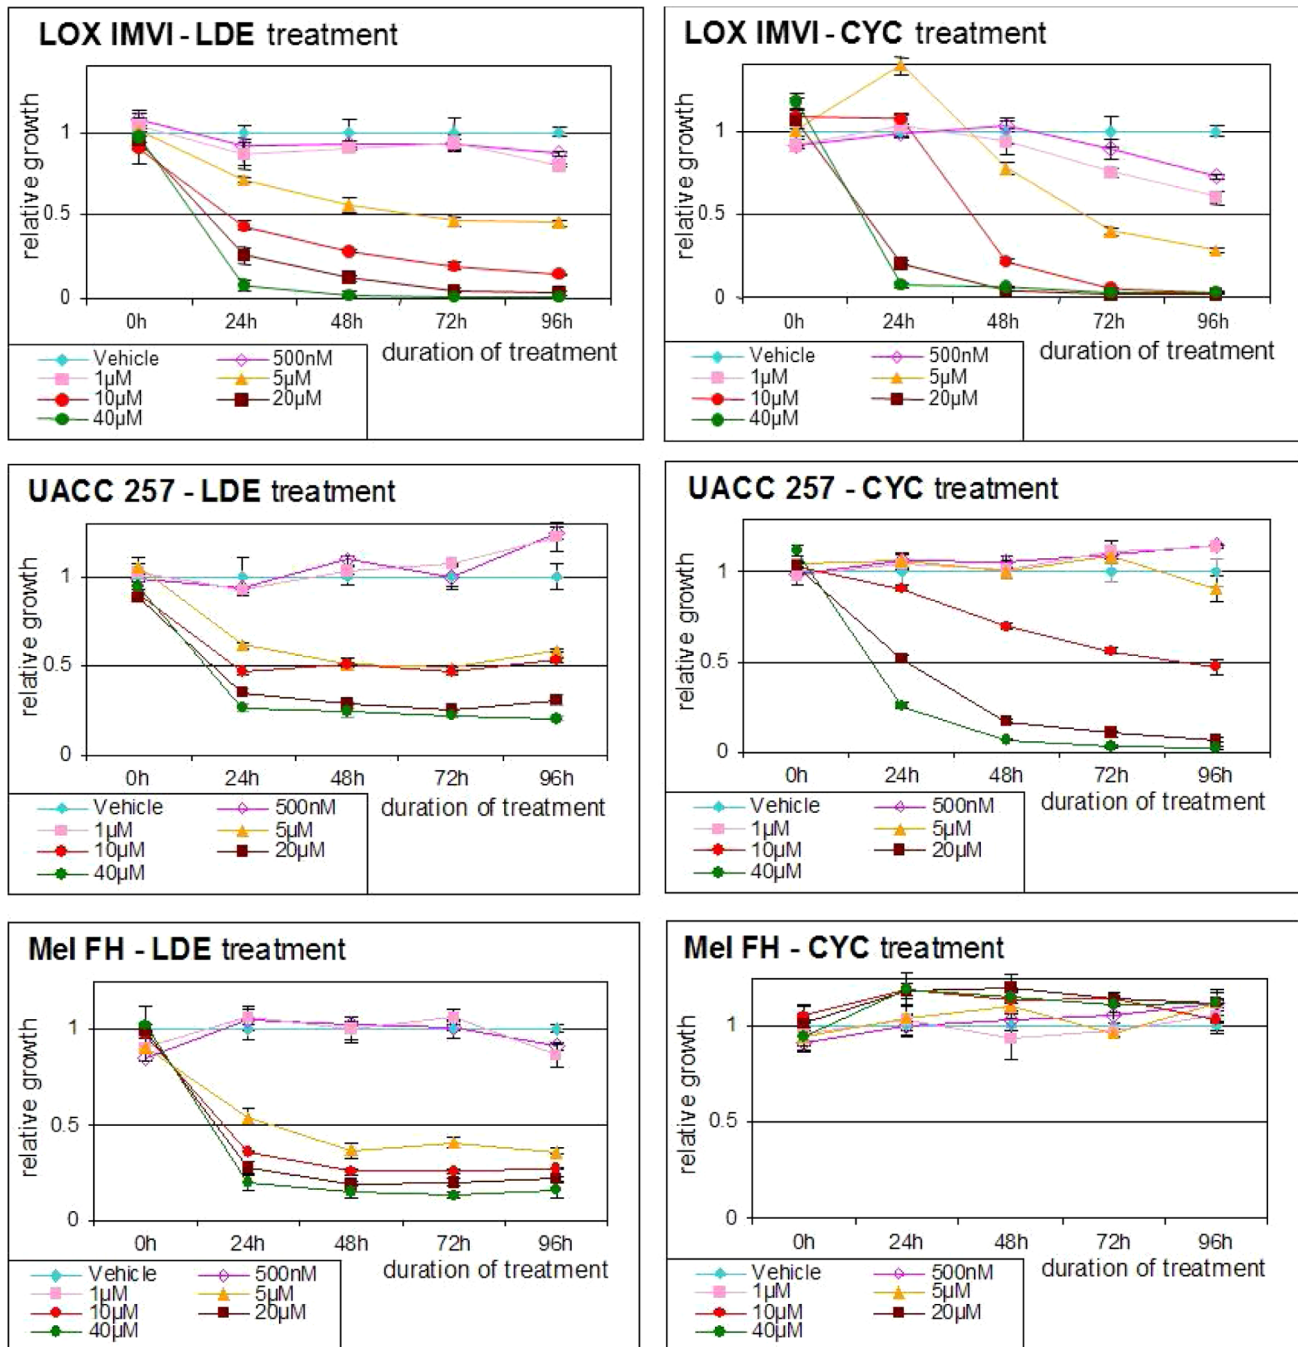 LOX IMVI - LDE treatment
relative growth
1
0.5
0
0h 24h 48h 72h 96h
duration of treatment
Vehicle 500nM
1µM 5µM
10µM 20µM
40µM
LOX IMVI - CYC treatment
relative growth
1
0.5
0
0h 24h 48h 72h 96h
duration of treatment
Vehicle 500nM
1µM 5µM
10µM 20µM
40µM
UACC 257 - LDE treatment
relative growth
1
0.5
0
0h 24h 48h 72h 96h
duration of treatment
Vehicle 500nM
1µM 5µM
10µM 20µM
40µM
UACC 257 - CYC treatment
relative growth
1
0.5
0
0h 24h 48h 72h 96h
duration of treatment
Vehicle 500nM
1µM 5µM
10µM 20µM
40µM
Mel FH - LDE treatment
relative growth
1
0.5
0
0h 24h 48h 72h 96h
duration of treatment
Vehicle 500nM
1µM 5µM
10µM 20µM
40µM
Mel FH - CYC treatment
relative growth
1
0.5
0
0h 24h 48h 72h 96h
duration of treatment
Vehicle 500nM
1µM 5µM
10µM 20µM
40µM